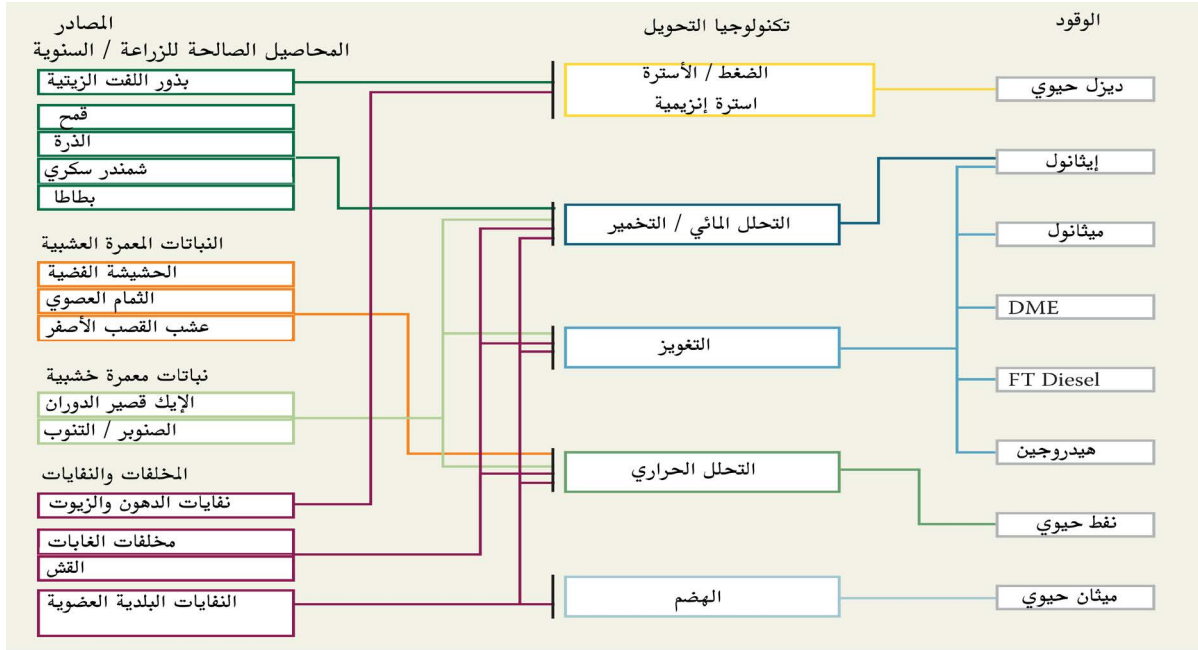 المصادر
المحاصيل الصالحة للزراعة / السنوية
بذور اللفت الزيتية
قمح
الذرة
شمندر سكري
بطاطا
النباتات المعمرة العشبية
الحشيشة الفضية
الثمام العصوي
عشب القصب الأصفر
نباتات معمرة خشبية
الإيك قصير الدوران
الصنوبر / التنوب
المخلفات والنفايات
نفايات الدهون والزيوت
مخلفات الغابات
القش
النفايات البلدية العضوية
تكنولوجيا التحويل
الضغط / الأسترة
استرة إنزيمية
التحلل المائي / التخمير
التغويز
التحلل الحراري
الهضم
الوقود
ديزل حيوي
إيثانول
ميثانول
DME
FT Diesel
هيدروجين
نفط حيوي
ميثان حيوي